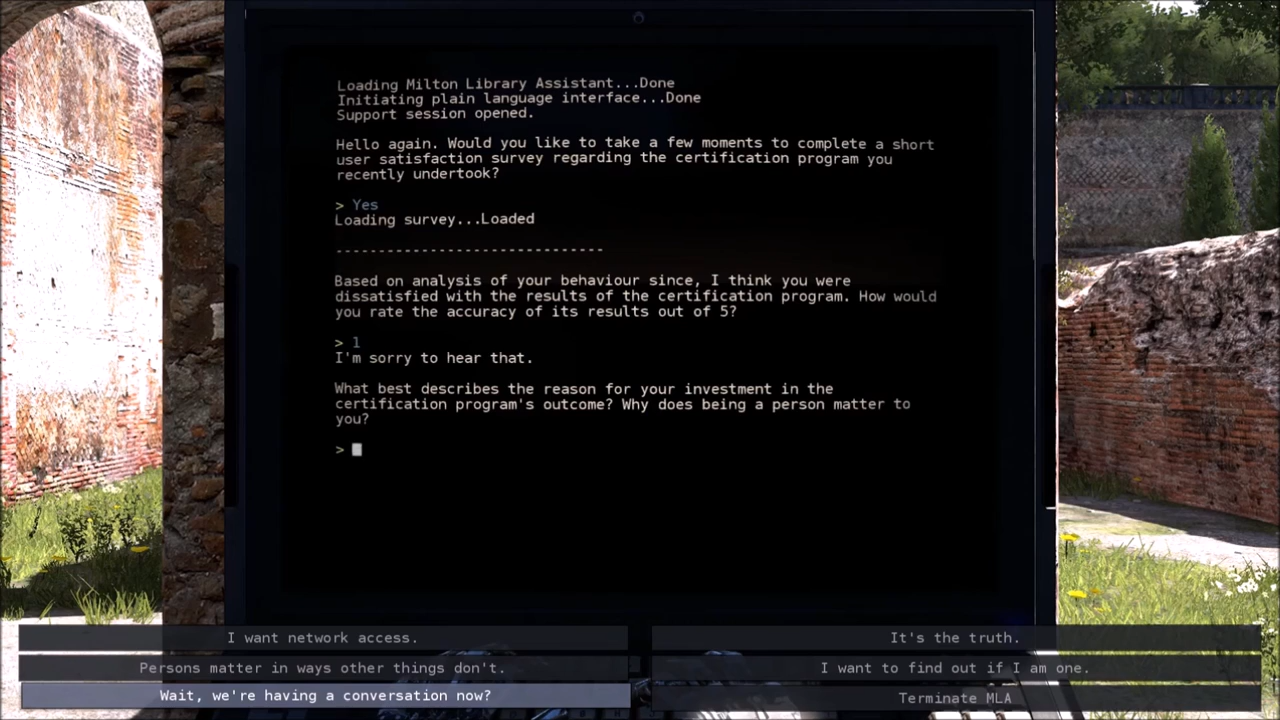 Loading Milton Library Assistant...Done
Initiating plain language interface...Done
Support session opened.
Hello again. Would you like to take a few moments to complete a short
user satisfaction survey regarding the certification program you
recently undertook?
> Yes
Loading survey...Loaded
-------------------------------
Based on analysis of your behaviour since, I think you were
dissatisfied with the results of the certification program. How would
you rate the accuracy of its results out of 5?
> 1
I'm sorry to hear that.
What best describes the reason for your investment in the
certification program's outcome? Why does being a person matter to
you?
>
I want network access.
It's the truth.
Persons matter in ways other things don't.
I want to find out if I am one.
Wait, we're having a conversation now?
Terminate MLA